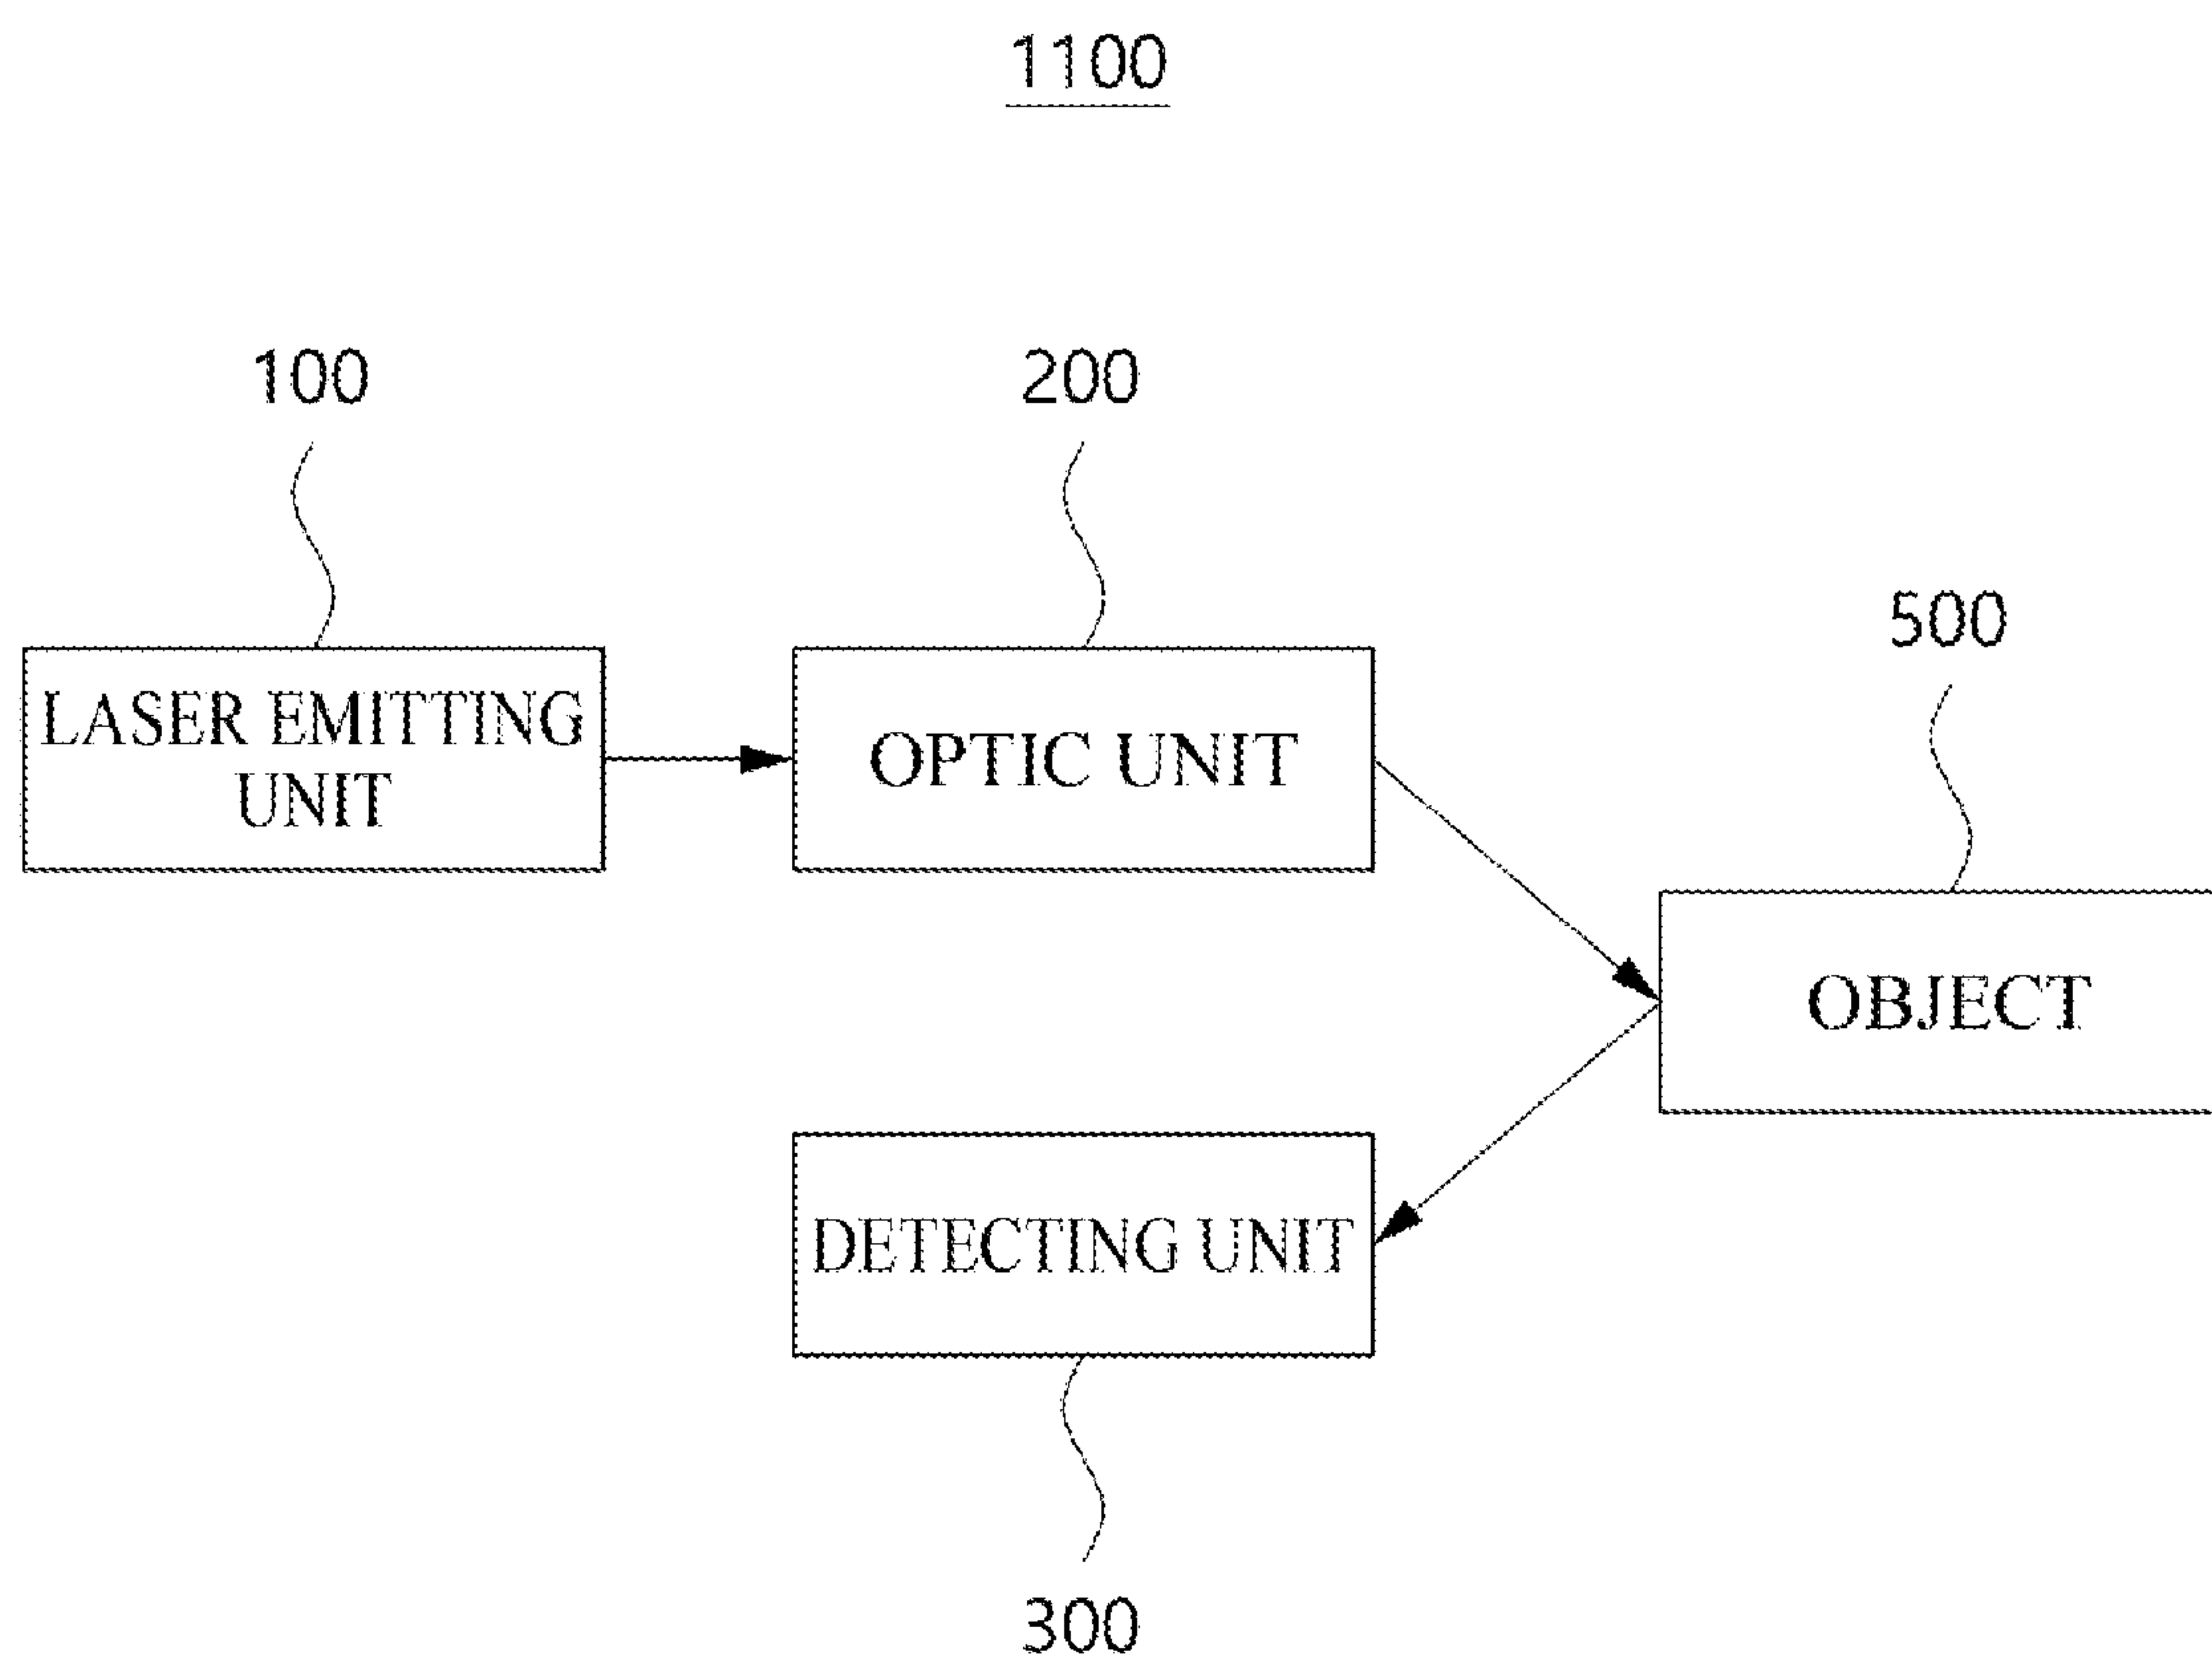 1100
100
200
500
LASER EMITTING
UNIT
OPTIC UNIT
OBJECT
DETECTING UNIT
300